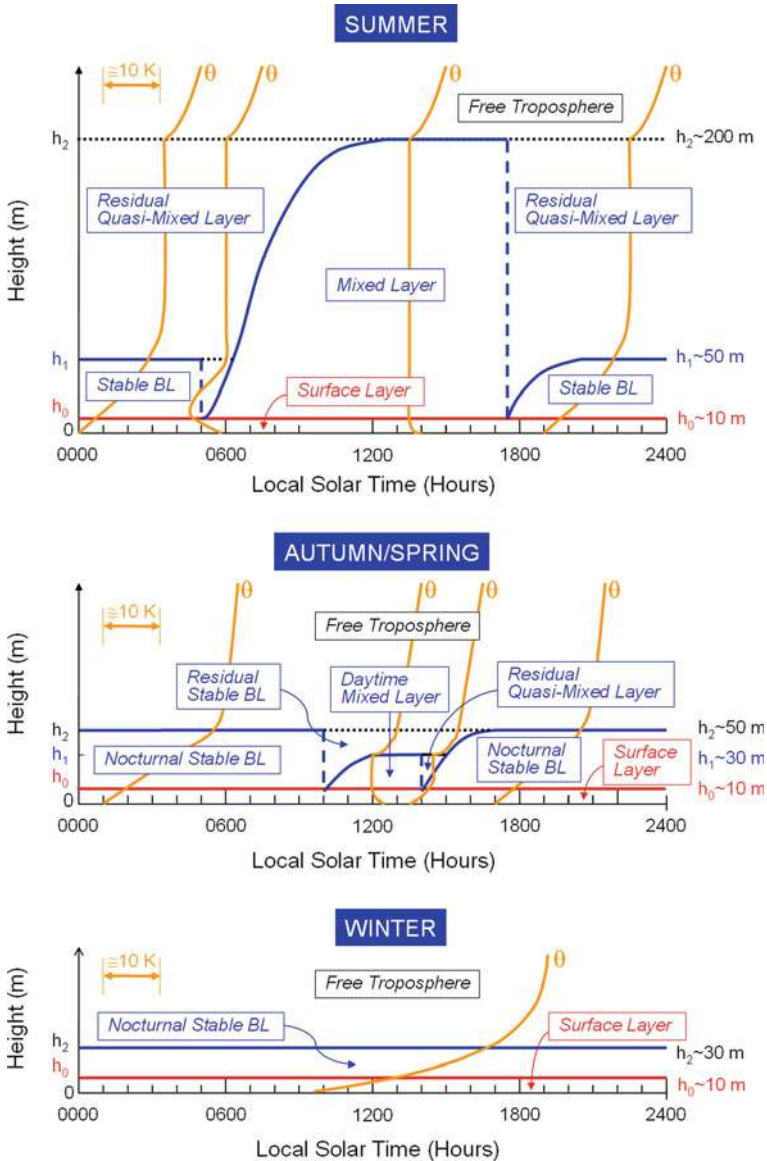 SUMMER
≅10 K
θ
θ
θ
θ
Free Troposphere
h₂
h₂~200 m
Residual
Quasi-Mixed Layer
Residual
Quasi-Mixed Layer
Mixed Layer
Height (m)
h₁
h₁~50 m
Stable BL
Surface Layer
Stable BL
h₀
h₀~10 m
0
0000
0600
1200
1800
2400
Local Solar Time (Hours)
AUTUMN/SPRING
≅10 K
θ
θ
θ
θ
Free Troposphere
Residual
Stable BL
Daytime
Mixed Layer
Residual
Quasi-Mixed Layer
Height (m)
h₂
h₂~50 m
Nocturnal Stable BL
Nocturnal
Stable BL
Surface
Layer
h₁
h₁~30 m
h₀
h₀~10 m
0
0000
0600
1200
1800
2400
Local Solar Time (Hours)
WINTER
≅10 K
θ
Free Troposphere
Height (m)
Nocturnal Stable BL
Surface Layer
h₂
h₂~30 m
h₀
h₀~10 m
0
0000
0600
1200
1800
2400
Local Solar Time (Hours)